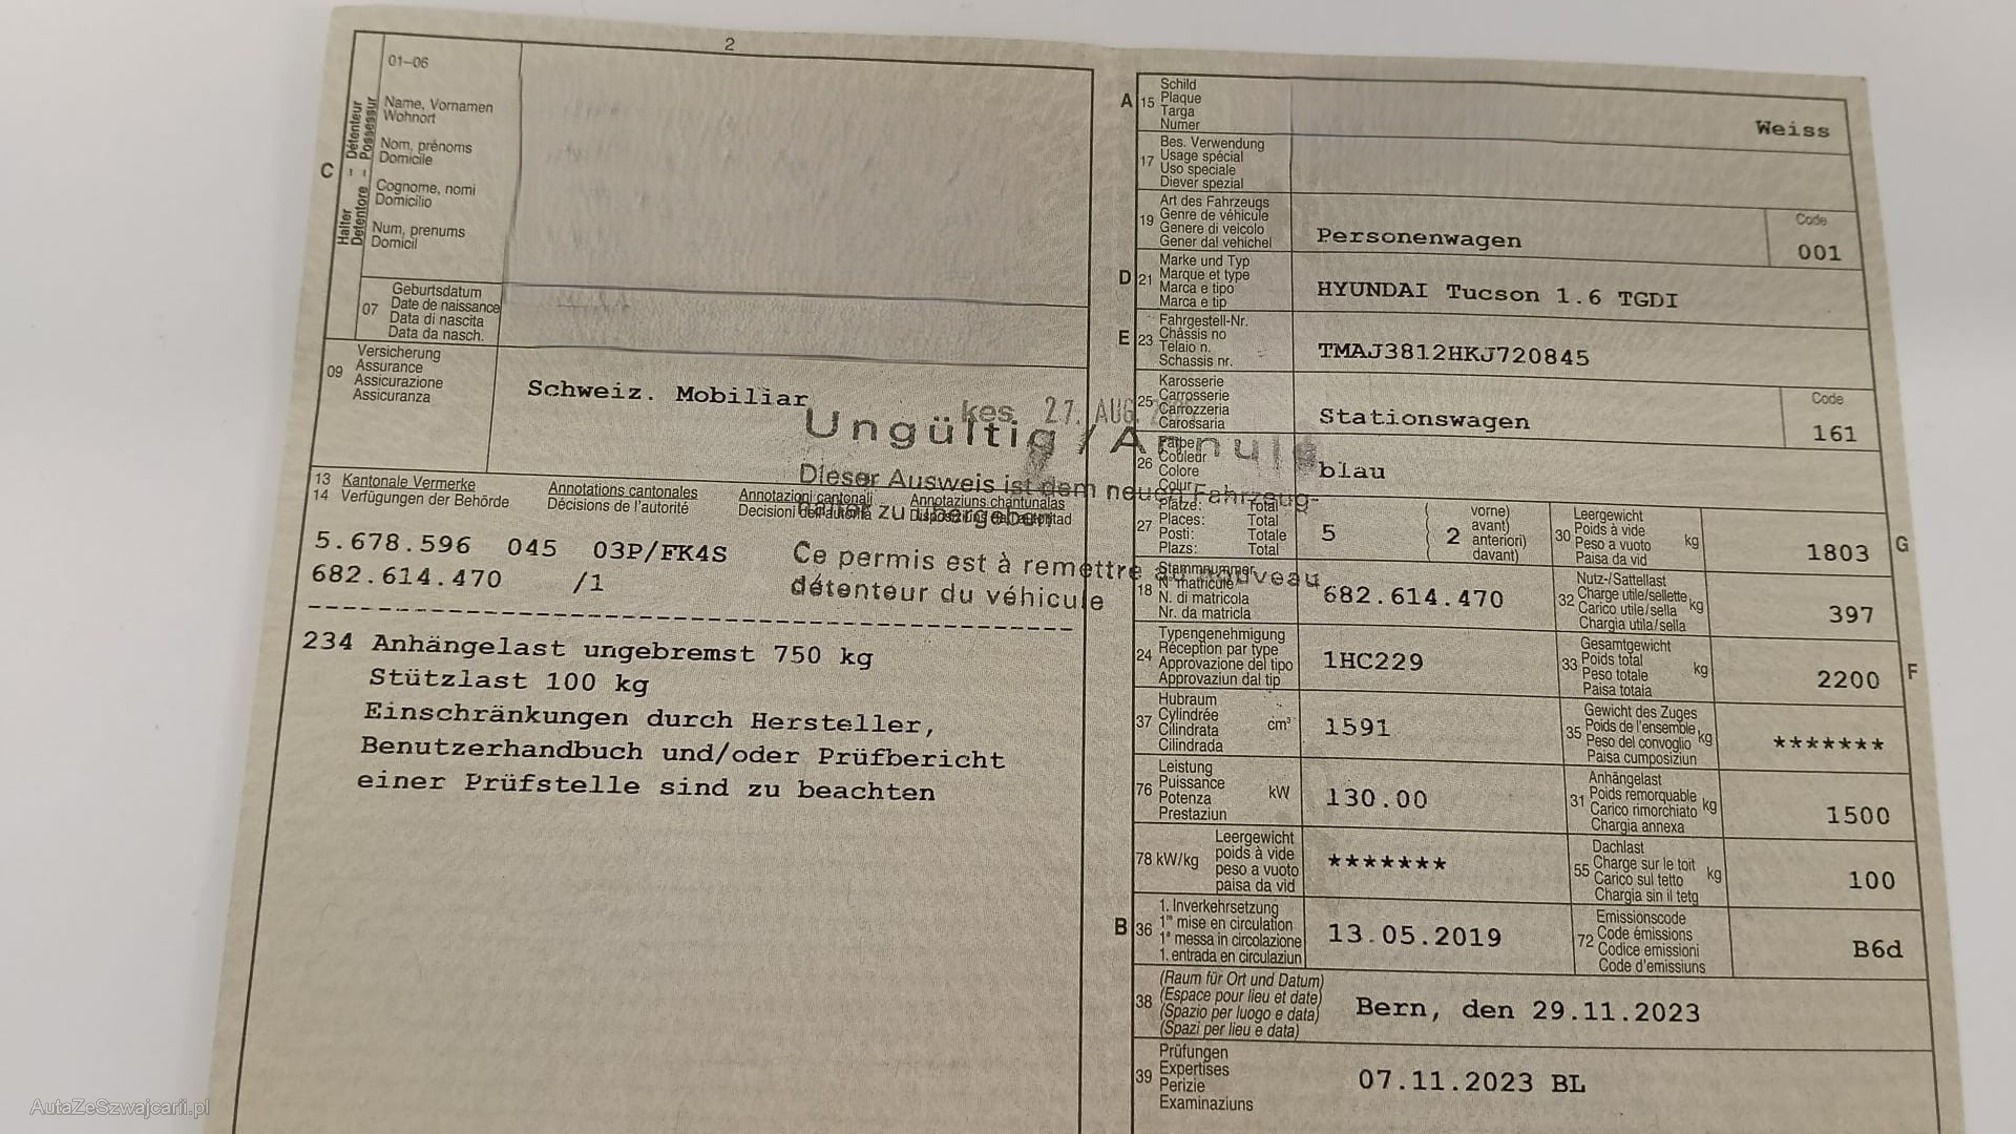 2
01–06
C
Halter – Détenteur
Detentore – Possessur
Name, Vornamen
Wohnort
Nom, prénoms
Domicile
Cognome, nomi
Domicilio
Num, prenums
Domicil
07
Geburtsdatum
Date de naissance
Data di nascita
Data da nasch.
09
Versicherung
Assurance
Assicurazione
Assicuranza
Schweiz. Mobiliar
kes 27. AUG.
Ungültig / Annulé
Dieser Ausweis ist dem neuen Fahrzeug-
halter zu übergeben
Ce permis est à remettre au nouveau
détenteur du véhicule
13 Kantonale Vermerke
14 Verfügungen der Behörde
Annotations cantonales
Décisions de l'autorité
Annotazioni cantonali
Decisioni dell'autorità
Annotaziuns chantunalas
5.678.596 045 03P/FK4S
682.614.470 /1
234 Anhängelast ungebremst 750 kg
Stützlast 100 kg
Einschränkungen durch Hersteller,
Benutzerhandbuch und/oder Prüfbericht
einer Prüfstelle sind zu beachten
A 15
Schild
Plaque
Targa
Numer
Weiss
17
Bes. Verwendung
Usage spécial
Uso speciale
Diever spezial
19
Art des Fahrzeugs
Genre de véhicule
Genere di veicolo
Gener dal vehichel
Personenwagen
Code
001
D 21
Marke und Typ
Marque et type
Marca e tipo
Marca e tip
HYUNDAI Tucson 1.6 TGDI
E 23
Fahrgestell-Nr.
Châssis no
Telaio n.
Schassis nr.
TMAJ3812HKJ720845
25
Karosserie
Carrosserie
Carrozzeria
Carossaria
Stationswagen
Code
161
26
Farbe
Couleur
Colore
Colur
blau
27
Plätze: Total
Places: Total
Posti: Totale
Plazs: Total
5
2
vorne)
avant)
anteriori)
davant)
30
Leergewicht
Poids à vide
Peso a vuoto
Paisa da vid
kg
1803
G
18
Stammnummer
N° matricule
N. di matricola
Nr. da matricla
682.614.470
32
Nutz-/Sattellast
Charge utile/sellette
Carico utile/sella
Chargia utila/sella
kg
397
24
Typengenehmigung
Réception par type
Approvazione del tipo
Approvaziun dal tip
1HC229
33
Gesamtgewicht
Poids total
Peso totale
Paisa totala
kg
2200
F
37
Hubraum
Cylindrée
Cilindrata
Cilindrada
cm³
1591
35
Gewicht des Zuges
Poids de l'ensemble
Peso del convoglio
Paisa cumposiziun
kg
*******
76
Leistung
Puissance
Potenza
Prestaziun
kW
130.00
31
Anhängelast
Poids remorquable
Carico rimorchiato
Chargia annexa
kg
1500
78 kW/kg
Leergewicht
poids à vide
peso a vuoto
paisa da vid
*******
55
Dachlast
Charge sur le toit
Carico sul tetto
Chargia sin il tetg
kg
100
B 36
1. Inverkehrsetzung
1re mise en circulation
1a messa in circolazione
1. entrada en circulaziun
13.05.2019
72
Emissionscode
Code émissions
Codice emissioni
Code d'emissiuns
B6d
38
(Raum für Ort und Datum)
(Espace pour lieu et date)
(Spazio per luogo e data)
(Spazi per lieu e data)
Bern, den 29.11.2023
39
Prüfungen
Expertises
Perizie
Examinaziuns
07.11.2023 BL
AutaZeSzwajcarii.pl